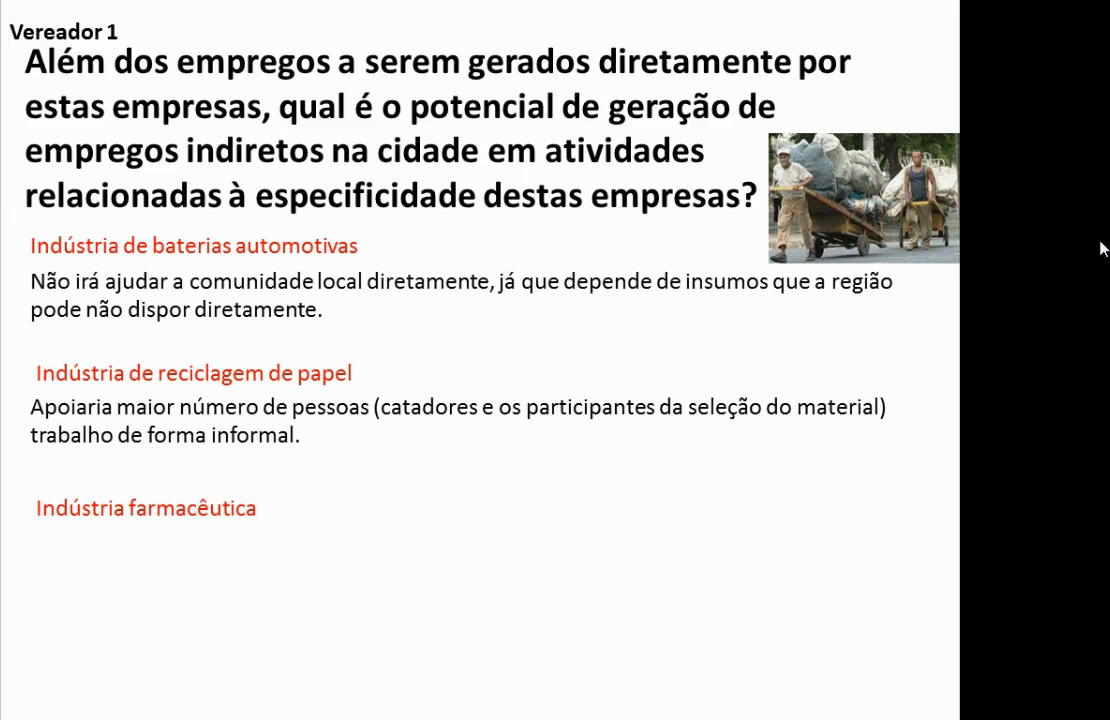 Vereador 1
Além dos empregos a serem gerados diretamente por
estas empresas, qual é o potencial de geração de
empregos indiretos na cidade em atividades
relacionadas à especificidade destas empresas?
Indústria de baterias automotivas
Não irá ajudar a comunidade local diretamente, já que depende de insumos que a região
pode não dispor diretamente.
Indústria de reciclagem de papel
Apoiaria maior número de pessoas (catadores e os participantes da seleção do material)
trabalho de forma informal.
Indústria farmacêutica